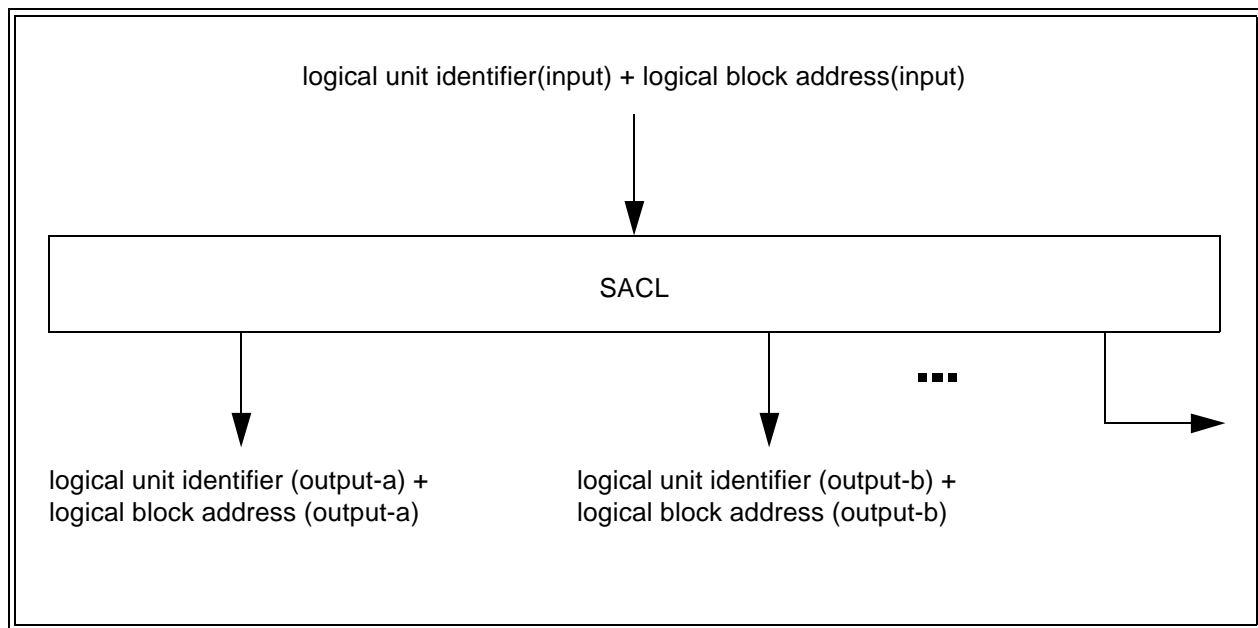 logical unit identifier(input) + logical block address(input)
SACL
...
logical unit identifier (output-a) +
logical block address (output-a)
logical unit identifier (output-b) +
logical block address (output-b)